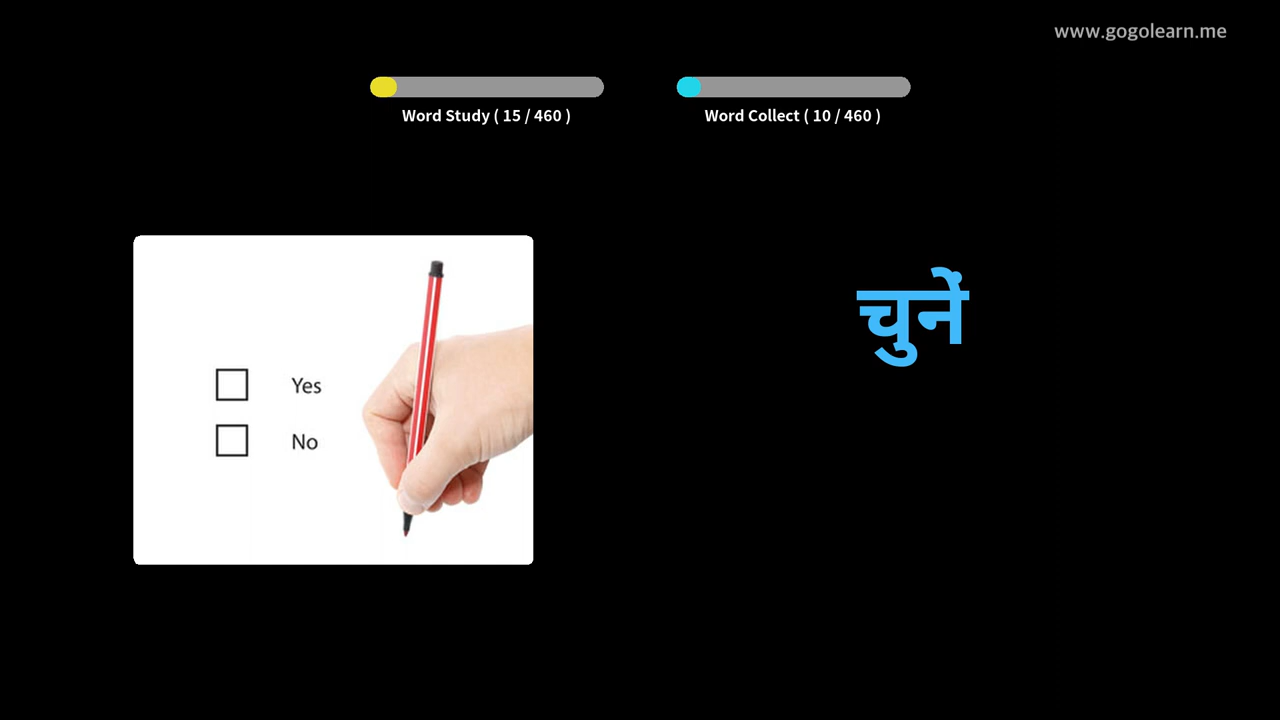 www.gogolearn.me
Word Study ( 15 / 460 )
Word Collect ( 10 / 460 )
चुनें
Yes
No